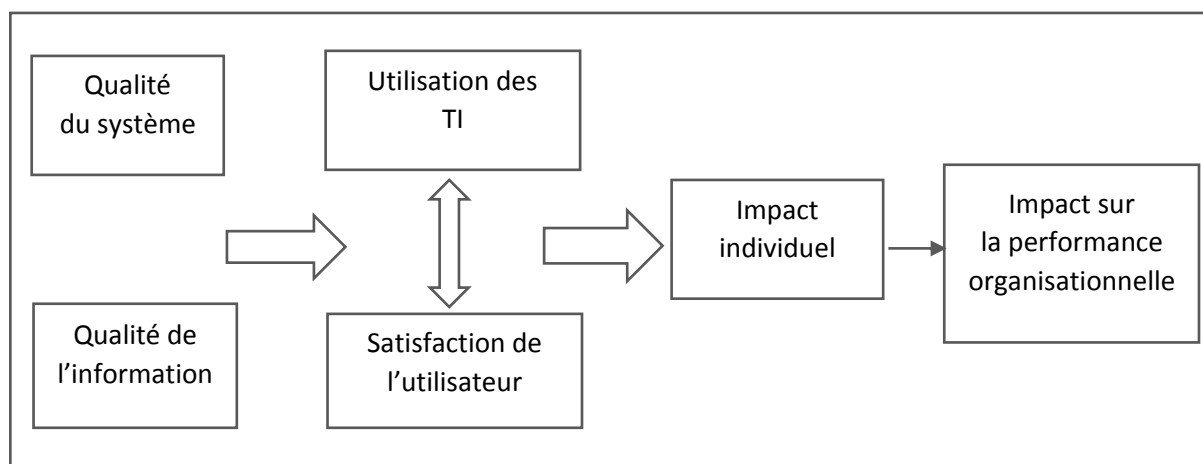 Qualité
du système
Utilisation des
TI
Qualité de
l’information
Satisfaction de
l’utilisateur
Impact
individuel
Impact sur
la performance
organisationnelle